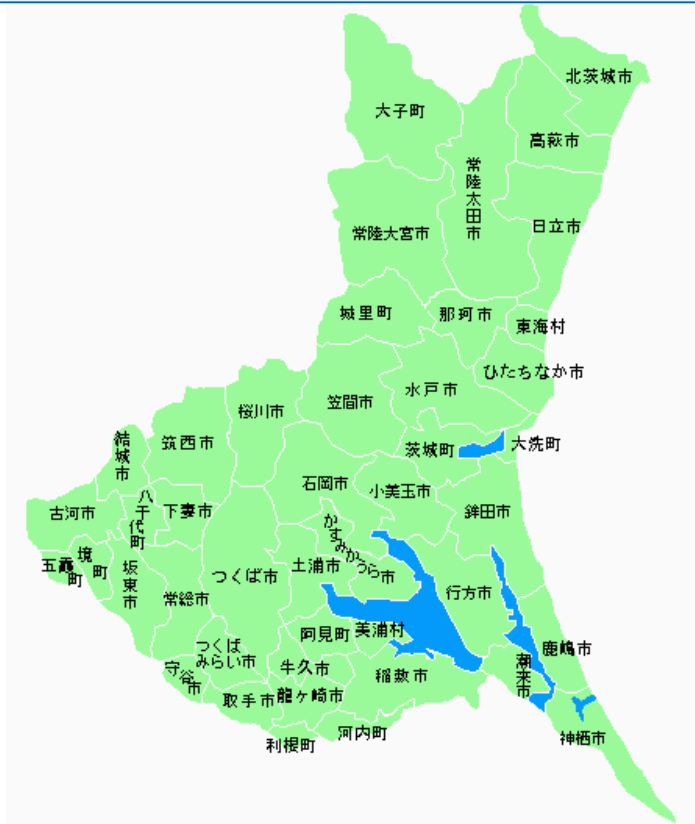 北茨城市
大子町
高萩市
常陸太田市
日立市
常陸大宮市
城里町
那珂市
東海村
ひたちなか市
水戸市
笠間市
桜川市
筑西市
結城市
茨城町
大洗町
石岡市
小美玉市
鉾田市
古河市
八千代町
下妻市
かすみがうら市
五霞町
境町
坂東市
常総市
つくば市
土浦市
行方市
阿見町
美浦村
つくば
みらい市
牛久市
稲敷市
潮来市
鹿嶋市
守谷市
取手市
龍ヶ崎市
神栖市
利根町
河内町